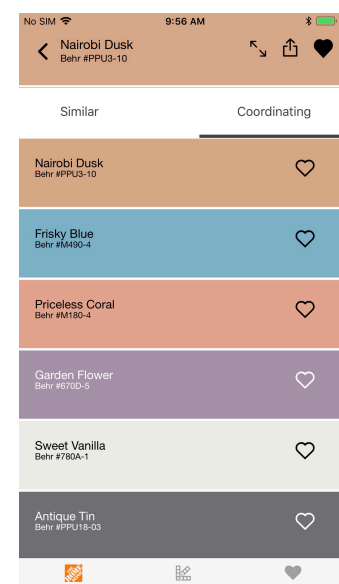 No SIM 9:56 AM
Nairobi Dusk
Behr #PPU3-10
Similar Coordinating
Nairobi Dusk
Behr #PPU3-10
Frisky Blue
Behr #M490-4
Priceless Coral
Behr #M180-4
Garden Flower
Behr #670D-5
Sweet Vanilla
Behr #780A-1
Antique Tin
Behr #PPU18-03